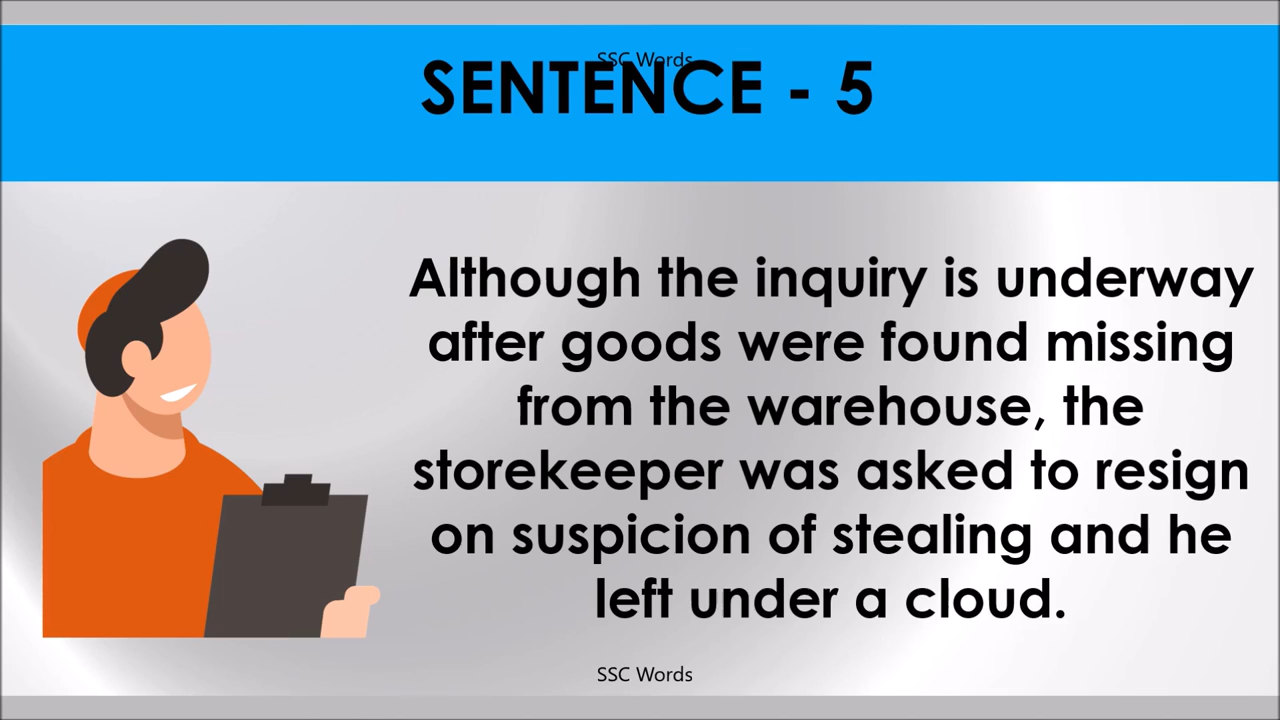 SSC Words
SENTENCE - 5
Although the inquiry is underway
after goods were found missing
from the warehouse, the
storekeeper was asked to resign
on suspicion of stealing and he
left under a cloud.
SSC Words